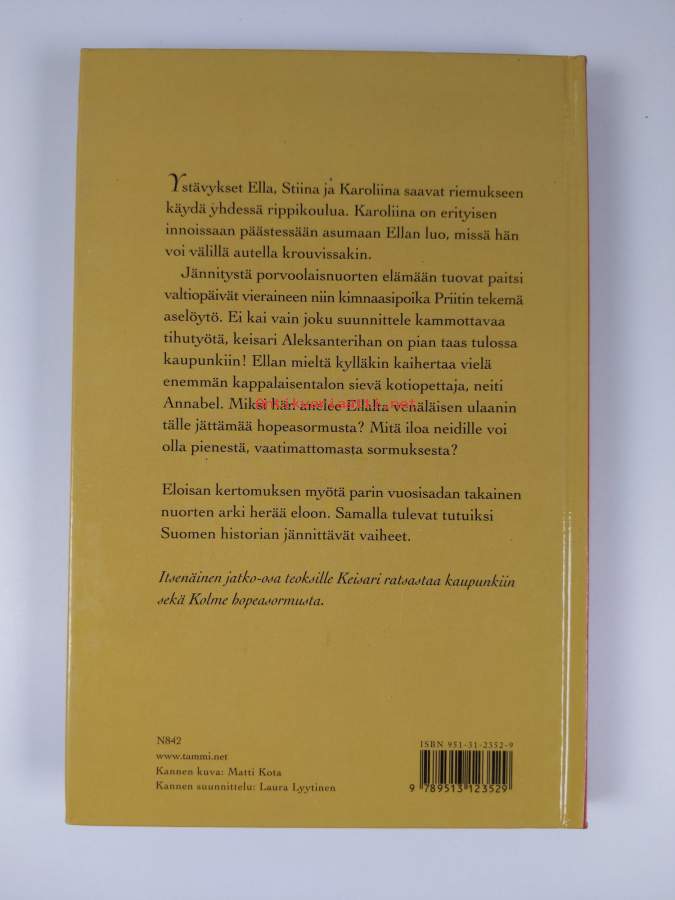 Ystävykset Ella, Stiina ja Karoliina saavat riemukseen
käydä yhdessä rippikoulua. Karoliina on erityisen
innoissaan päästessään asumaan Ellan luo, missä hän
voi välillä autella krouvissakin.
Jännitystä porvoolaisnuorten elämään tuovat paitsi
valtiopäivät vieraineen niin kimnaasipoika Priitin tekemä
aselöytö. Ei kai vain joku suunnittele kammottavaa
tihutyötä, keisari Aleksanterihan on pian taas tulossa
kaupunkiin! Ellan mieltä kylläkin kaihertaa vielä
enemmän kappalaisentalon sievä kotiopettaja, neiti
Annabel. Miksi hän anelee Ellalta venäläisen ulaanin
Antikvariaatti.net
tälle jättämää hopeasormusta? Mitä iloa neidille voi
olla pienestä, vaatimattomasta sormuksesta?
Eloisan kertomuksen myötä parin vuosisadan takainen
nuorten arki herää eloon. Samalla tulevat tutuiksi
Suomen historian jännittävät vaiheet.
Itsenäinen jatko-osa teoksille Keisari ratsastaa kaupunkiin
sekä Kolme hopeasormusta.
N842
www.tammi.net
Kannen kuva: Matti Kota
Kannen suunnittelu: Laura Lyytinen
ISBN 951-31-2352-9
9 789513 123529